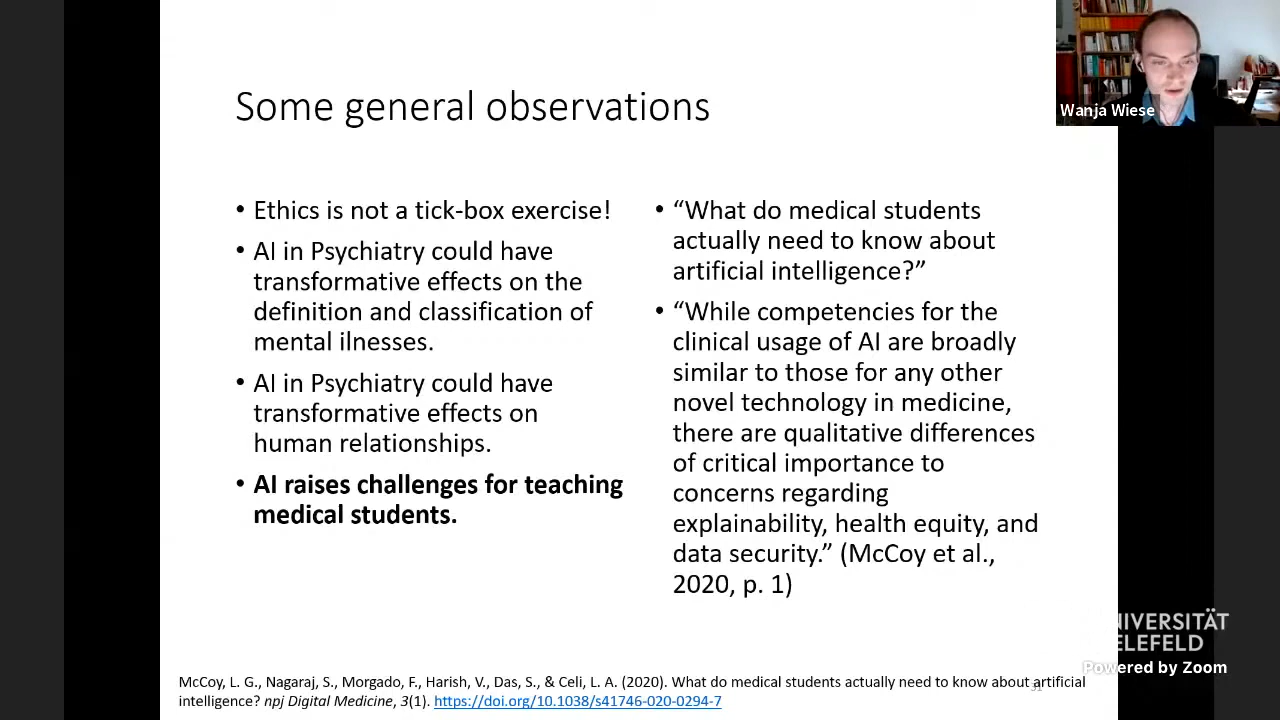 Some general observations
• Ethics is not a tick-box exercise!
• AI in Psychiatry could have
transformative effects on the
definition and classification of
mental ilnesses.
• AI in Psychiatry could have
transformative effects on
human relationships.
• AI raises challenges for teaching
medical students.
• “What do medical students
actually need to know about
artificial intelligence?”
• “While competencies for the
clinical usage of AI are broadly
similar to those for any other
novel technology in medicine,
there are qualitative differences
of critical importance to
concerns regarding
explainability, health equity, and
data security.” (McCoy et al.,
2020, p. 1)
McCoy, L. G., Nagaraj, S., Morgado, F., Harish, V., Das, S., & Celi, L. A. (2020). What do medical students actually need to know about artificial
intelligence? npj Digital Medicine, 3(1). https://doi.org/10.1038/s41746-020-0294-7
Wanja Wiese
NIVERSITÄT
ELEFELD
Powered by Zoom